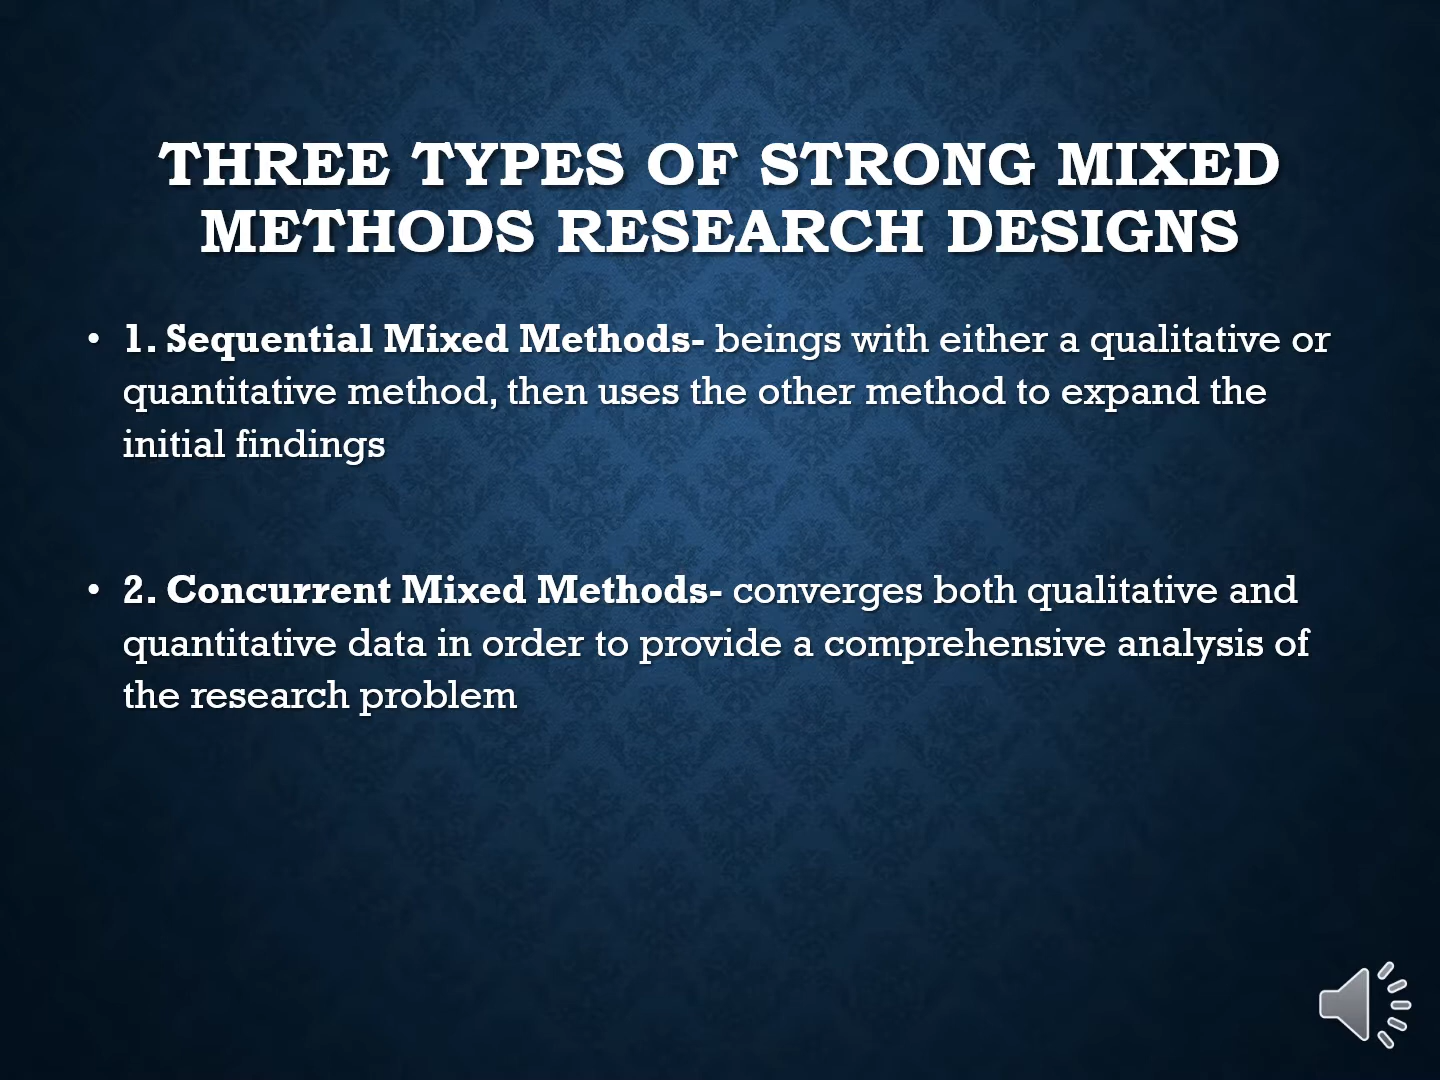 THREE TYPES OF STRONG MIXED
METHODS RESEARCH DESIGNS
• 1. Sequential Mixed Methods- beings with either a qualitative or
quantitative method, then uses the other method to expand the
initial findings
• 2. Concurrent Mixed Methods- converges both qualitative and
quantitative data in order to provide a comprehensive analysis of
the research problem